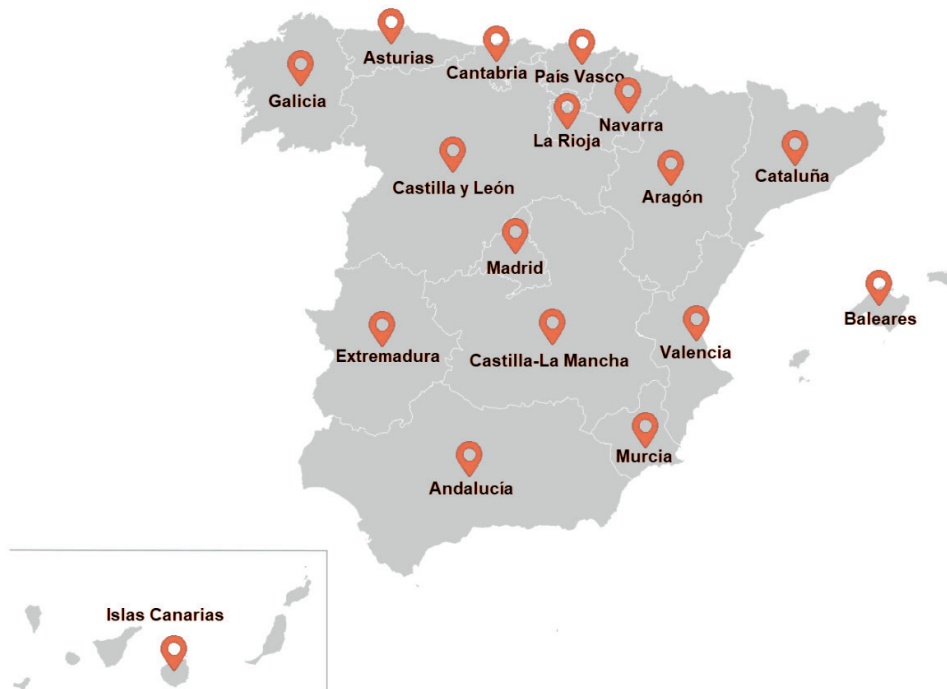 Asturias
Cantabria
País Vasco
Galicia
Navarra
La Rioja
Cataluña
Castilla y León
Aragón
Madrid
Baleares
Extremadura
Castilla-La Mancha
Valencia
Murcia
Andalucía
Islas Canarias